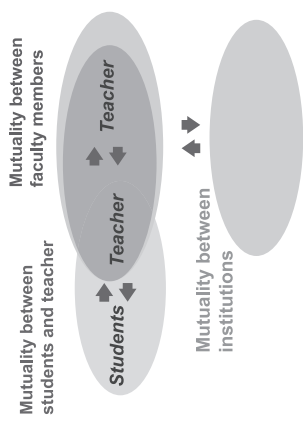 Mutuality between
students and teacher
Mutuality between
faculty members
Students
Teacher
Teacher
Mutuality between
institutions